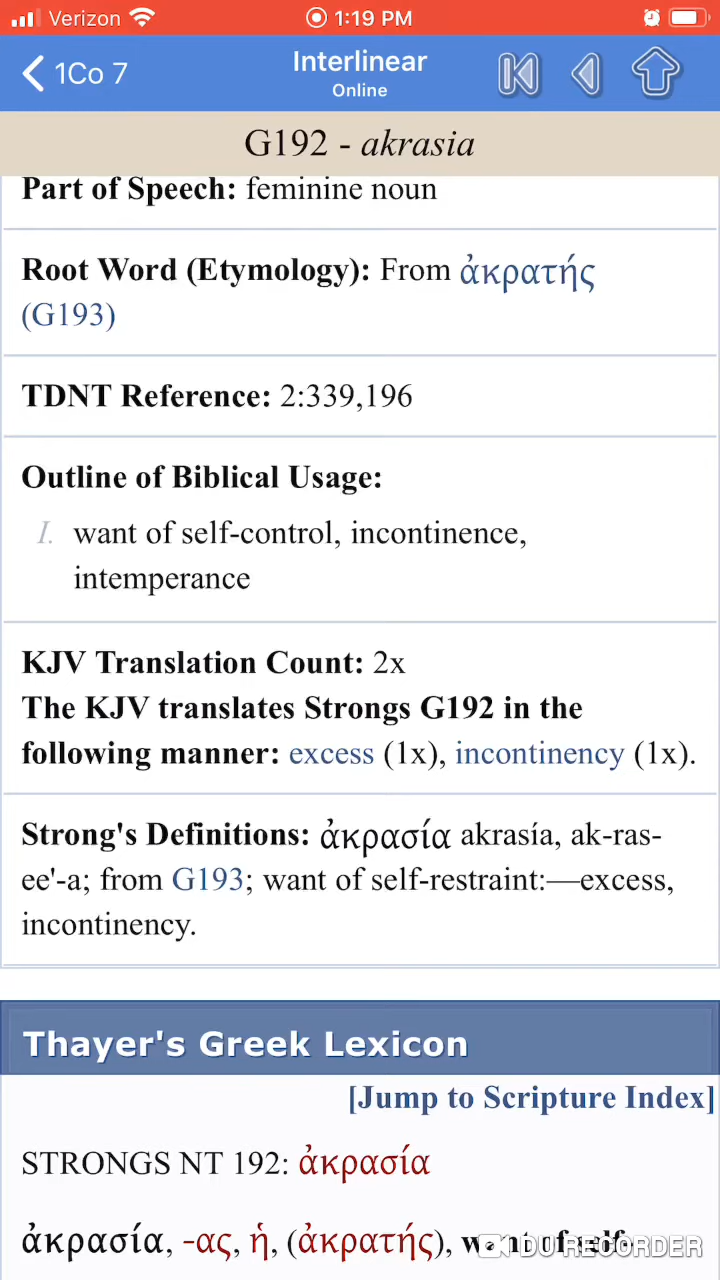 Verizon 1:19 PM
1Co 7 Interlinear
Online
G192 - akrasia
Part of Speech: feminine noun
Root Word (Etymology): From ἀκρατής
(G193)
TDNT Reference: 2:339,196
Outline of Biblical Usage:
I. want of self-control, incontinence,
intemperance
KJV Translation Count: 2x
The KJV translates Strongs G192 in the
following manner: excess (1x), incontinency (1x).
Strong's Definitions: ἀκρασία akrasía, ak-ras-
ee'-a; from G193; want of self-restraint:—excess,
incontinency.
Thayer's Greek Lexicon
[Jump to Scripture Index]
STRONGS NT 192: ἀκρασία
ἀκρασία, -ας, ἡ, (ἀκρατής), want of self-
DU RECORDER